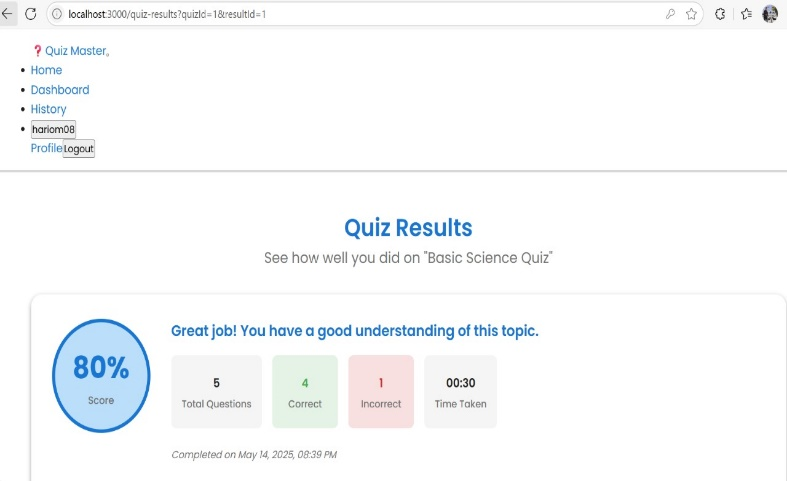 localhost:3000/quiz-results?quizId=1&resultId=1
❓Quiz Master。
Home
Dashboard
History
hariom08
Profile Logout
Quiz Results
See how well you did on "Basic Science Quiz"
80%
Score
Great job! You have a good understanding of this topic.
5 4 1 00:30
Total Questions Correct Incorrect Time Taken
Completed on May 14, 2025, 08:39 PM